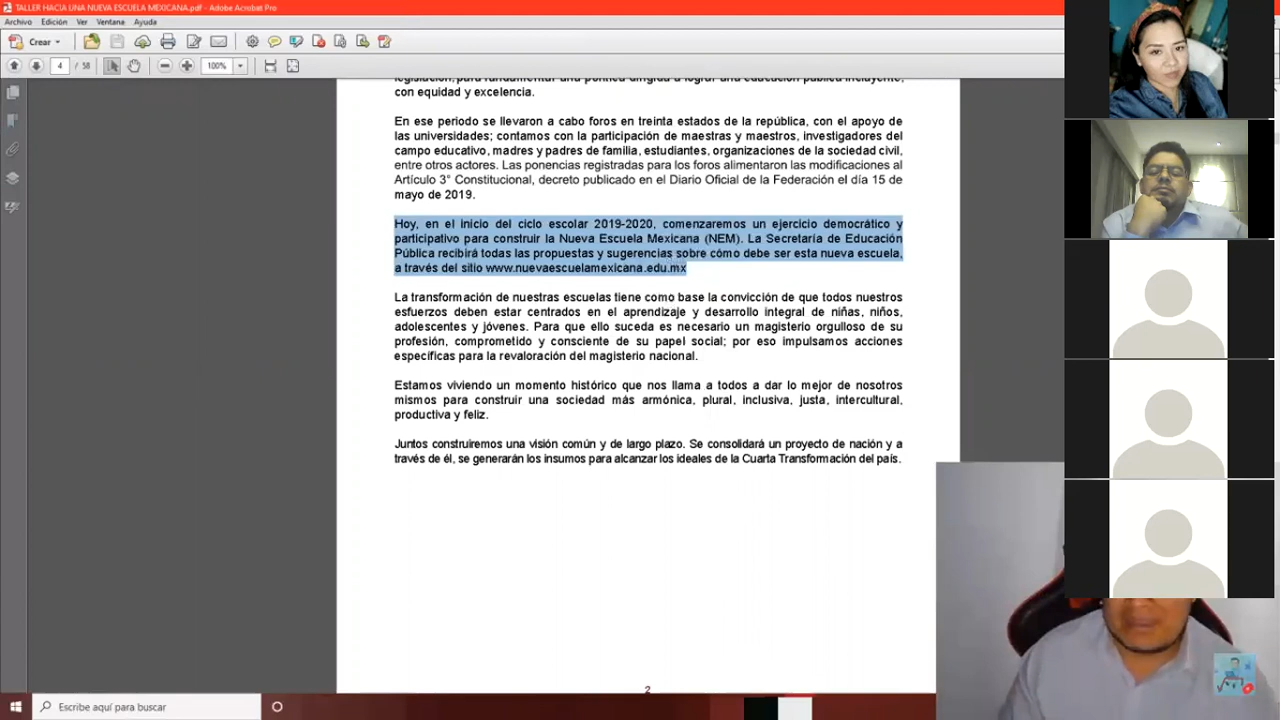 TALLER HACIA UNA NUEVA ESCUELA MEXICANA.pdf - Adobe Acrobat Pro
Archivo Edición Ver Ventana Ayuda
Crear
4 / 58 100%
legislación, para fundamentar una política dirigida a lograr una educación pública incluyente,
con equidad y excelencia.
En ese periodo se llevaron a cabo foros en treinta estados de la república, con el apoyo de
las universidades; contamos con la participación de maestras y maestros, investigadores del
campo educativo, madres y padres de familia, estudiantes, organizaciones de la sociedad civil,
entre otros actores. Las ponencias registradas para los foros alimentaron las modificaciones al
Artículo 3° Constitucional, decreto publicado en el Diario Oficial de la Federación el día 15 de
mayo de 2019.
Hoy, en el inicio del ciclo escolar 2019-2020, comenzaremos un ejercicio democrático y
participativo para construir la Nueva Escuela Mexicana (NEM). La Secretaría de Educación
Pública recibirá todas las propuestas y sugerencias sobre cómo debe ser esta nueva escuela,
a través del sitio www.nuevaescuelamexicana.edu.mx
La transformación de nuestras escuelas tiene como base la convicción de que todos nuestros
esfuerzos deben estar centrados en el aprendizaje y desarrollo integral de niñas, niños,
adolescentes y jóvenes. Para que ello suceda es necesario un magisterio orgulloso de su
profesión, comprometido y consciente de su papel social; por eso impulsamos acciones
específicas para la revaloración del magisterio nacional.
Estamos viviendo un momento histórico que nos llama a todos a dar lo mejor de nosotros
mismos para construir una sociedad más armónica, plural, inclusiva, justa, intercultural,
productiva y feliz.
Juntos construiremos una visión común y de largo plazo. Se consolidará un proyecto de nación y a
través de él, se generarán los insumos para alcanzar los ideales de la Cuarta Transformación del país.
2
Escribe aquí para buscar